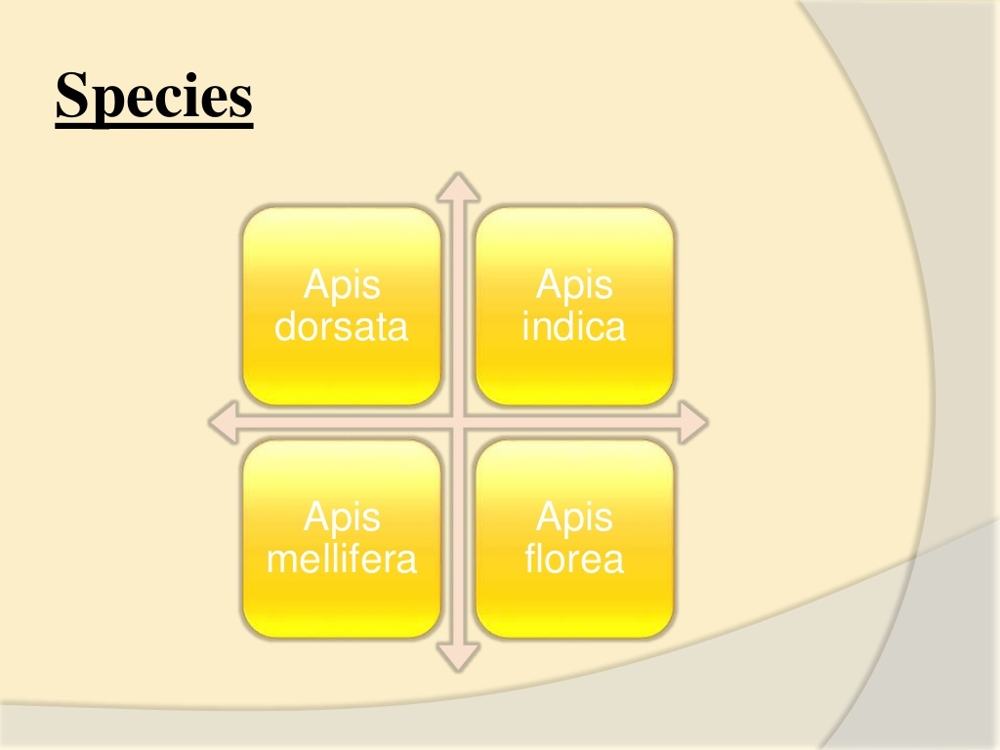 Species
Apis
dorsata
Apis
indica
Apis
mellifera
Apis
florea